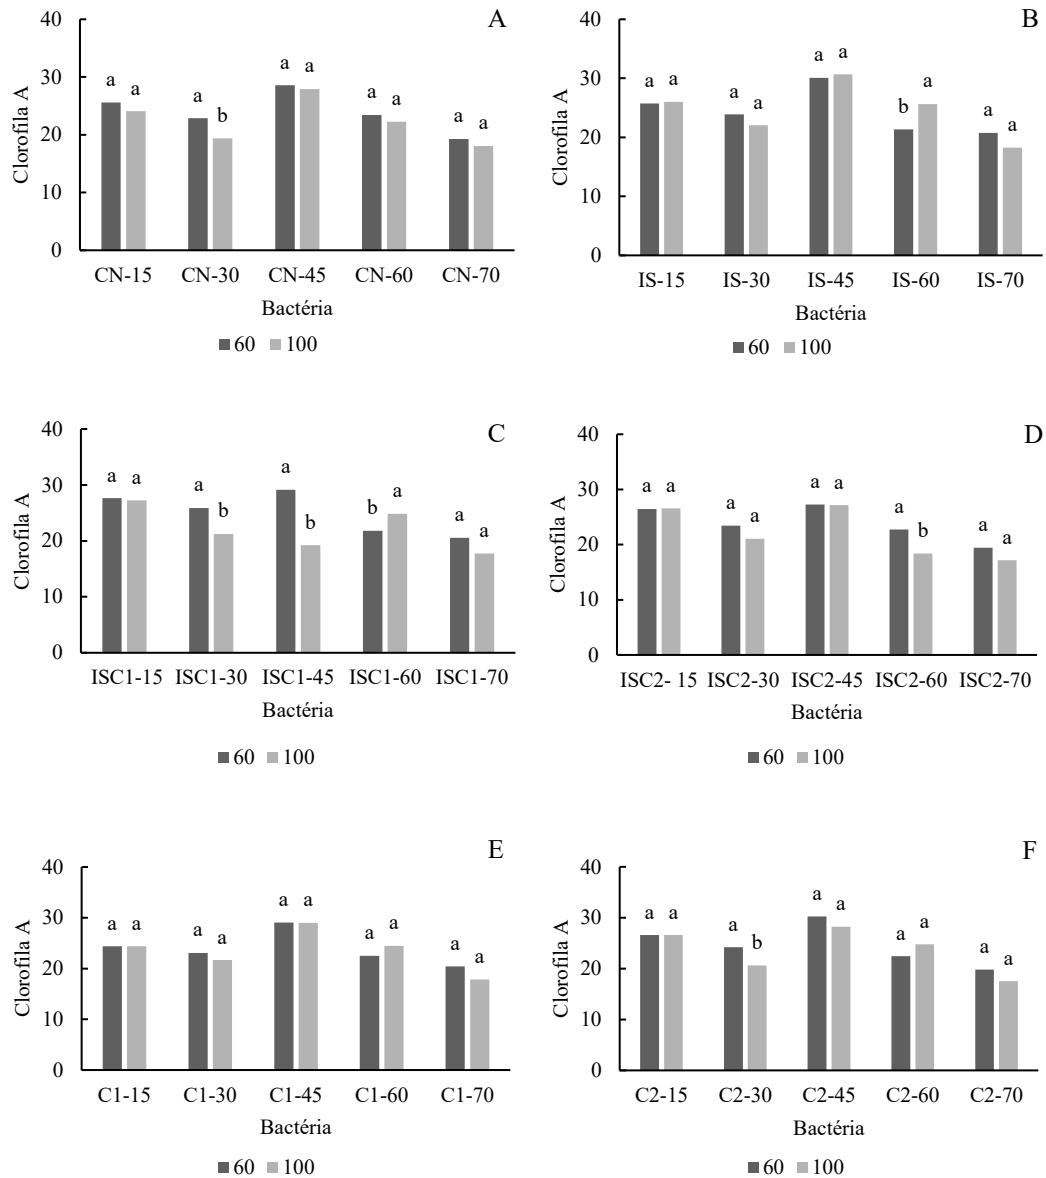 A
40
30
20
10
0
Clorofila A
a a a b a a a a a a
CN-15 CN-30 CN-45 CN-60 CN-70
Bactéria
60 100
B
40
30
20
10
0
Clorofila A
a a a a a a b a a a
IS-15 IS-30 IS-45 IS-60 IS-70
Bactéria
60 100
C
40
30
20
10
0
Clorofila A
a a a b a b b a a a
ISC1-15 ISC1-30 ISC1-45 ISC1-60 ISC1-70
Bactéria
60 100
D
40
30
20
10
0
Clorofila A
a a a a a a a b a a
ISC2- 15 ISC2-30 ISC2-45 ISC2-60 ISC2-70
Bactéria
60 100
E
40
30
20
10
0
Clorofila A
a a a a a a a a a a
C1-15 C1-30 C1-45 C1-60 C1-70
Bactéria
60 100
F
40
30
20
10
0
Clorofila A
a a a b a a a a a a
C2-15 C2-30 C2-45 C2-60 C2-70
Bactéria
60 100